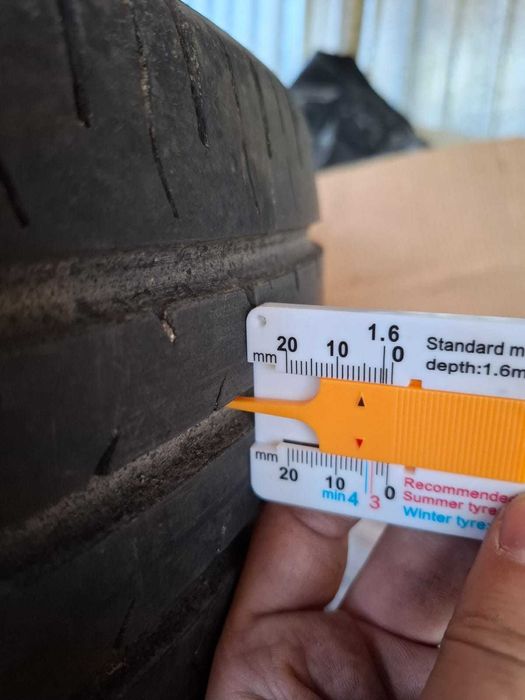 1.6
20 10 0
mm
Standard m
depth:1.6m
mm
20 10 0
min 4 3
Recommende
Summer tyre
Winter tyre: